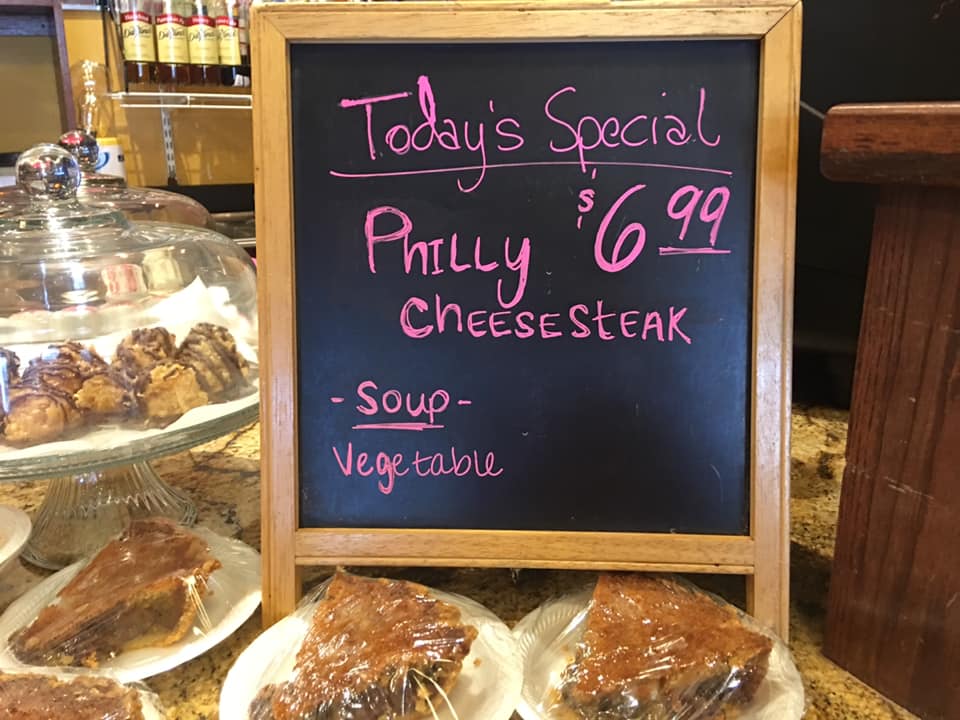 Today's Special
Philly $6.99
Cheesesteak
- Soup -
Vegetable